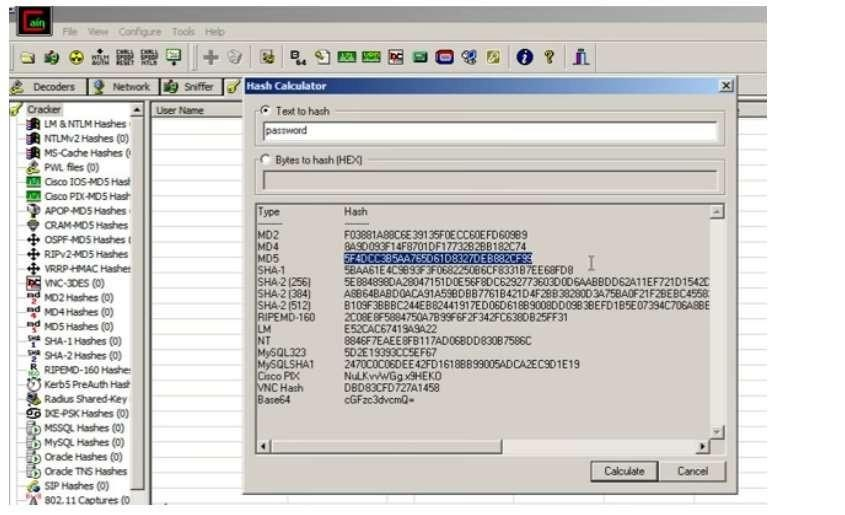 Cain
File View Configure Tools Help
CHALL SPOOF NTLM
Decoders Network Sniffer
Cracker
LM & NTLM Hashes
NTLMv2 Hashes (0)
MS-Cache Hashes (
PWL files (0)
Cisco IOS-MD5 Hash
Cisco PIX-MD5 Hash
APOP-MD5 Hashes
CRAM-MD5 Hashes
OSPF-MD5 Hashes (
RIPv2-MD5 Hashes
VRRP-HMAC Hashes
VNC-3DES (0)
MD2 Hashes (0)
MD4 Hashes (0)
MD5 Hashes (0)
SHA-1 Hashes (0)
SHA-2 Hashes (0)
RIPEMD-160 Hashes
Kerb5 PreAuth Hash
Radius Shared-Key
IKE-PSK Hashes (0)
MSSQL Hashes (0)
MySQL Hashes (0)
Oracle Hashes (0)
Oracle TNS Hashes
SIP Hashes (0)
802.11 Captures (0
User Name
Hash Calculator
Text to hash
password
Bytes to hash (HEX)
Type Hash
MD2 F03881A88C6E39135F0ECC60EFD609B9
MD4 8A9D093F14F8701DF17732B2BB182C74
MD5 5F4DCC3B5AA765D61D8327DEB882CF99
SHA-1 5BAA61E4C9B93F3F0682250B6CF8331B7EE68FD8
SHA-2 (256) 5E884898DA28047151D0E56F8DC6292773603D0D6AABBDD62A11EF721D1542D
SHA-2 (384) A8B64BABD0ACA91A59BDBB7761B421D4F2BB38280D3A75BA0F21F2BEBC4558
SHA-2 (512) B109F3BBBC244EB82441917ED06D618B9008DD09B3BEFD1B5E07394C706A8BE
RIPEMD-160 2C08E8F5884750A7B99F6F2F342FC638DB25FF31
LM E52CAC67419A9A22
NT 8846F7EAEE8FB117AD06BDD830B7586C
MySQL323 5D2E19393CC5EF67
MySQLSHA1 2470C0C06DEE42FD1618BB99005ADCA2EC9D1E19
Cisco PIX NuLKvvWGg.x9HEKO
VNC Hash DBD83CFD727A1458
Base64 cGFzc3dvcmQ=
Calculate Cancel